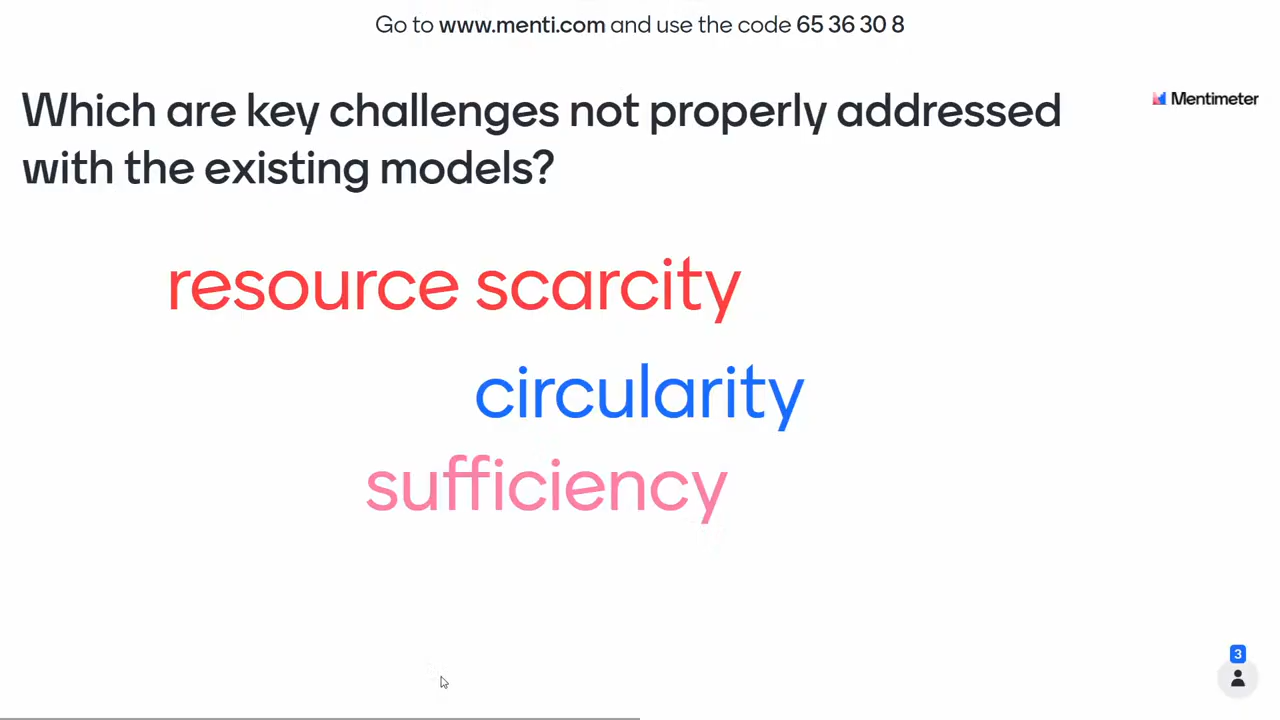 Go to www.menti.com and use the code 65 36 30 8
Which are key challenges not properly addressed
with the existing models?
Mentimeter
resource scarcity
circularity
sufficiency
3